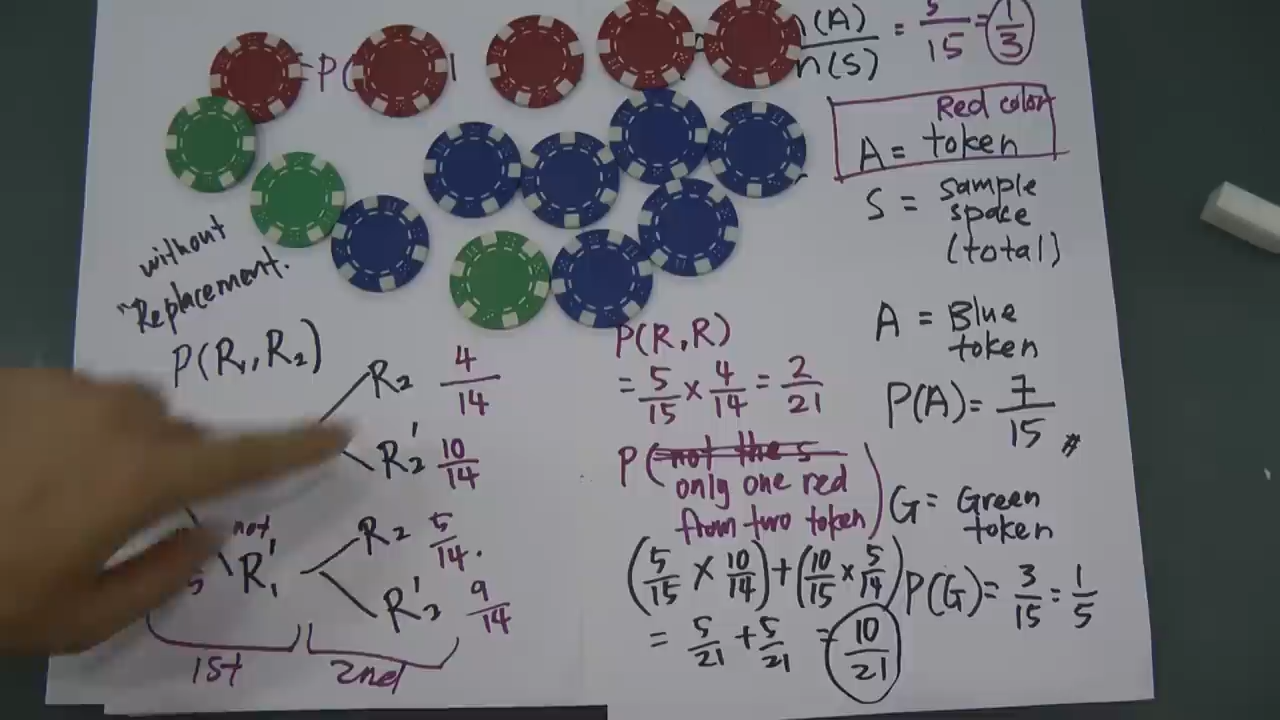 P(
n(A)/n(S) = 5/15 = 1/3
Red color
A = token
S = sample
space
(total)
without
Replacement.
P(R1, R2)
R2 4/14
R2' 10/14
not
R1'
R2 5/14.
R2' 9/14
1st
2nd
P(R,R)
= 5/15 × 4/14 = 2/21
P(
only one red
from two token)
(5/15 × 10/14) + (10/15 × 5/14)
= 5/21 + 5/21 = 10/21
A = Blue
token
P(A) = 7/15 #
G = Green
token
P(G) = 3/15 = 1/5